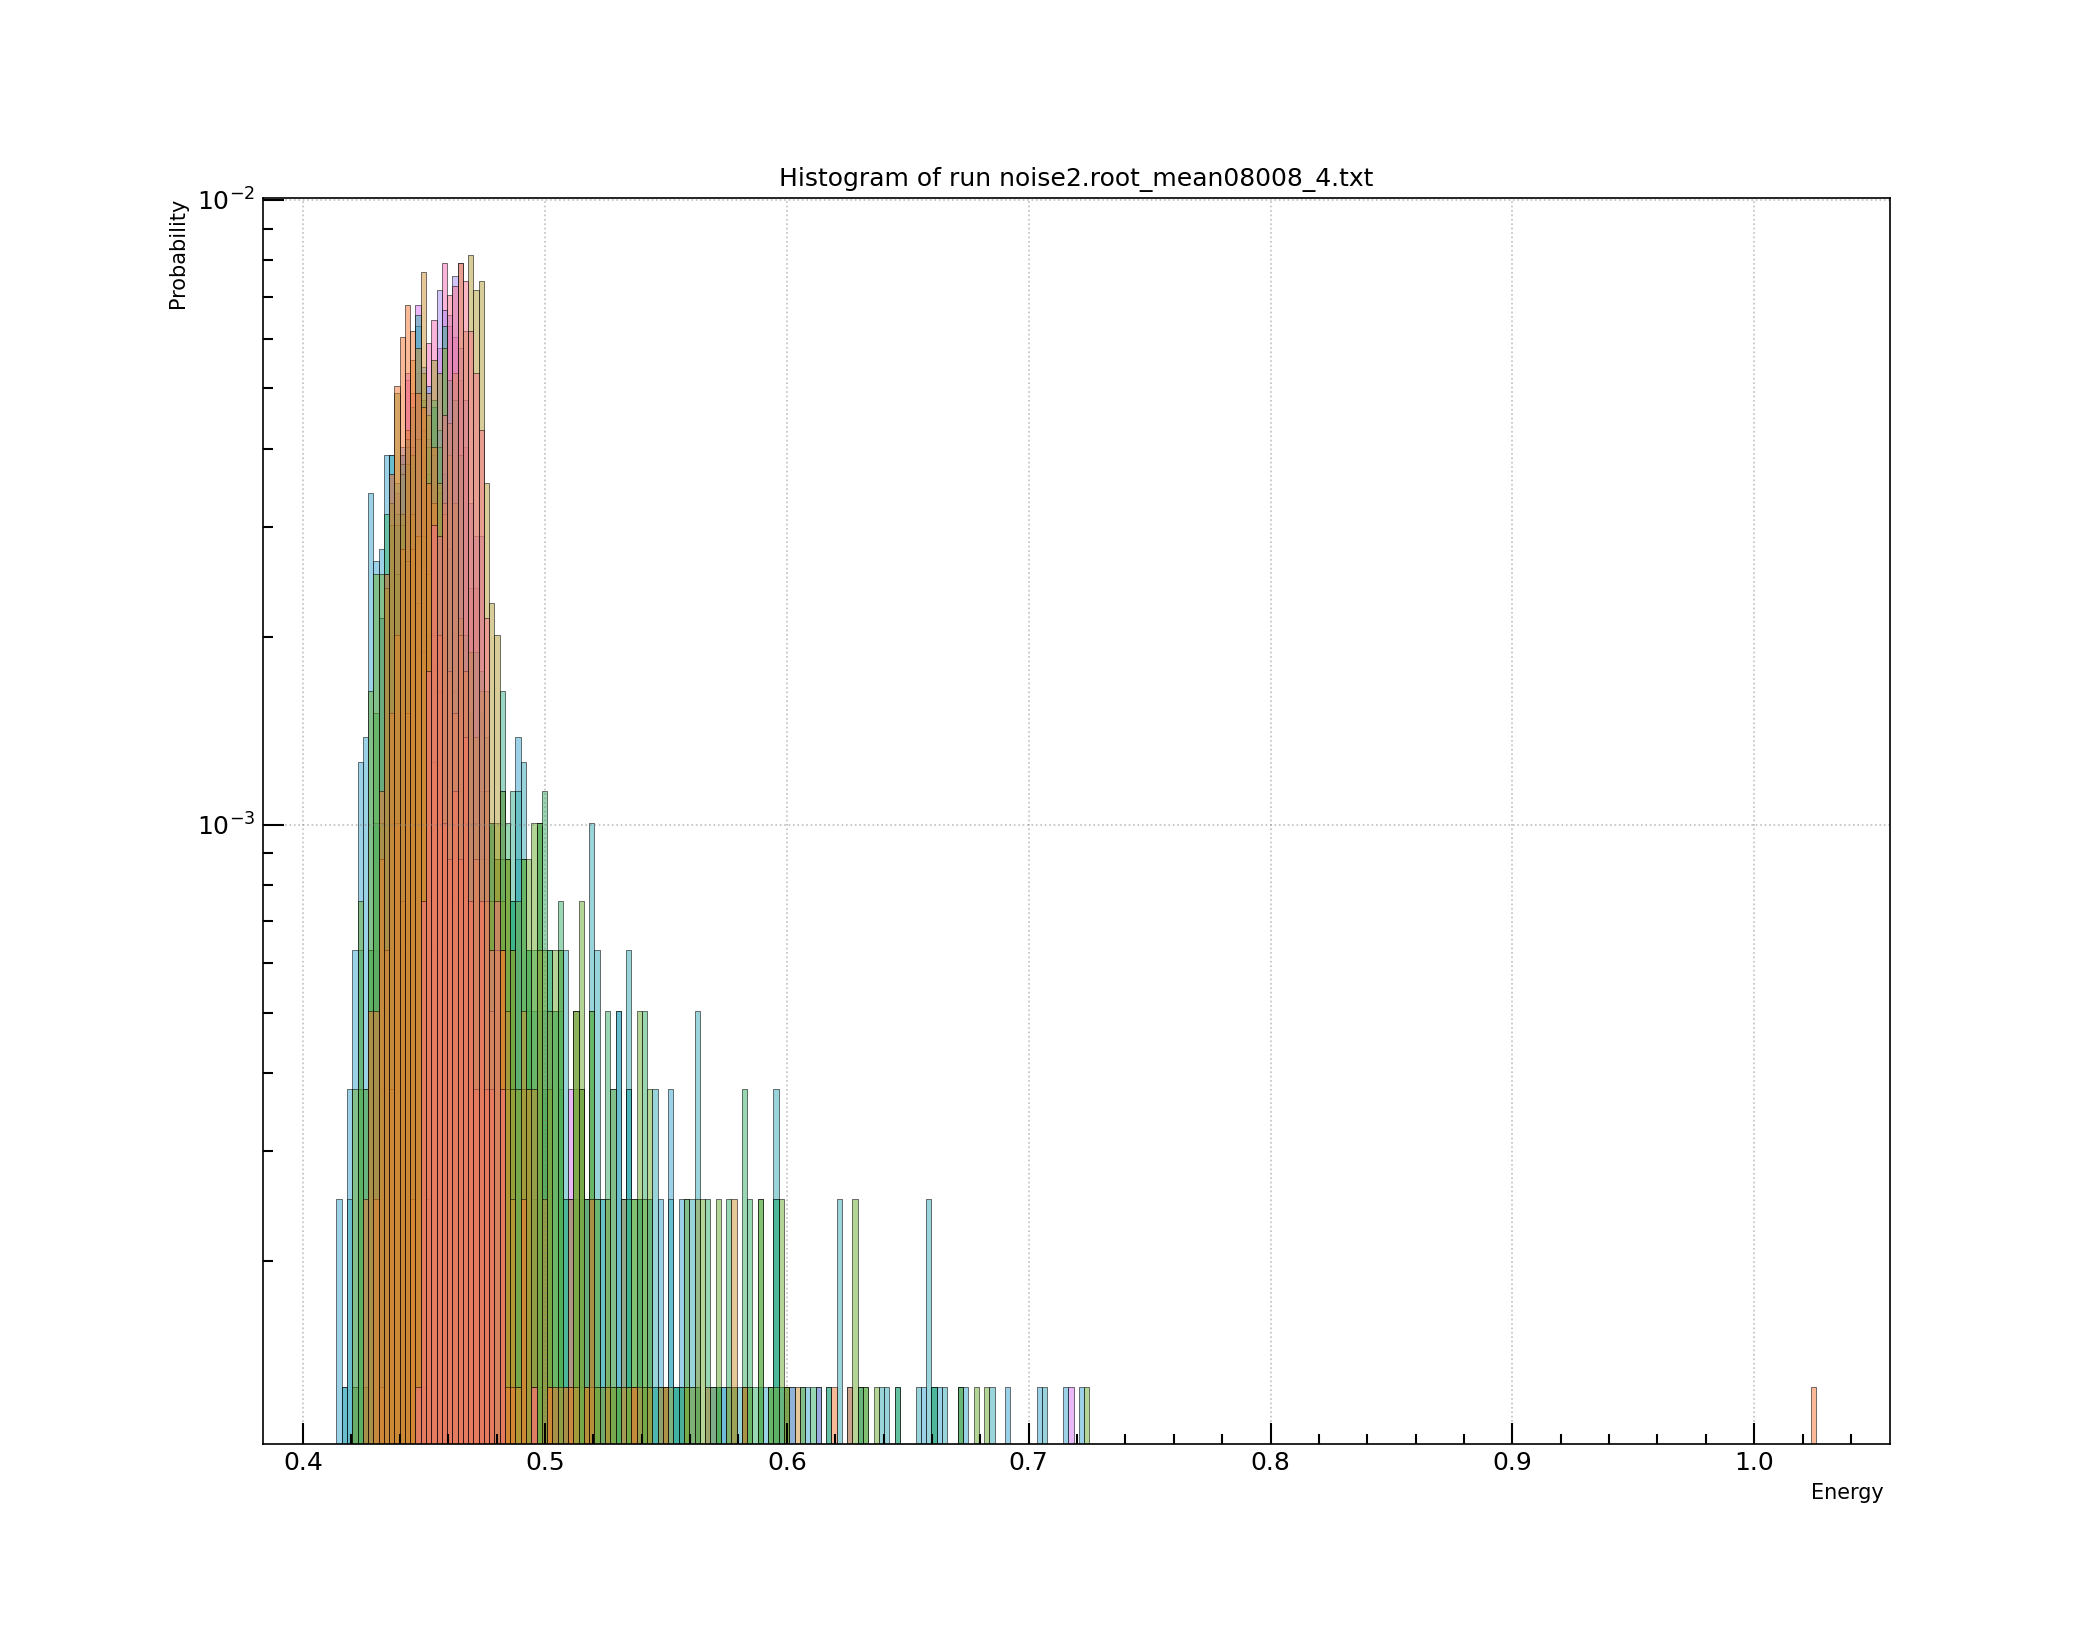 Histogram of run noise2.root_mean08008_4.txt
Probability
10⁻²
10⁻³
0.4 0.5 0.6 0.7 0.8 0.9 1.0
Energy